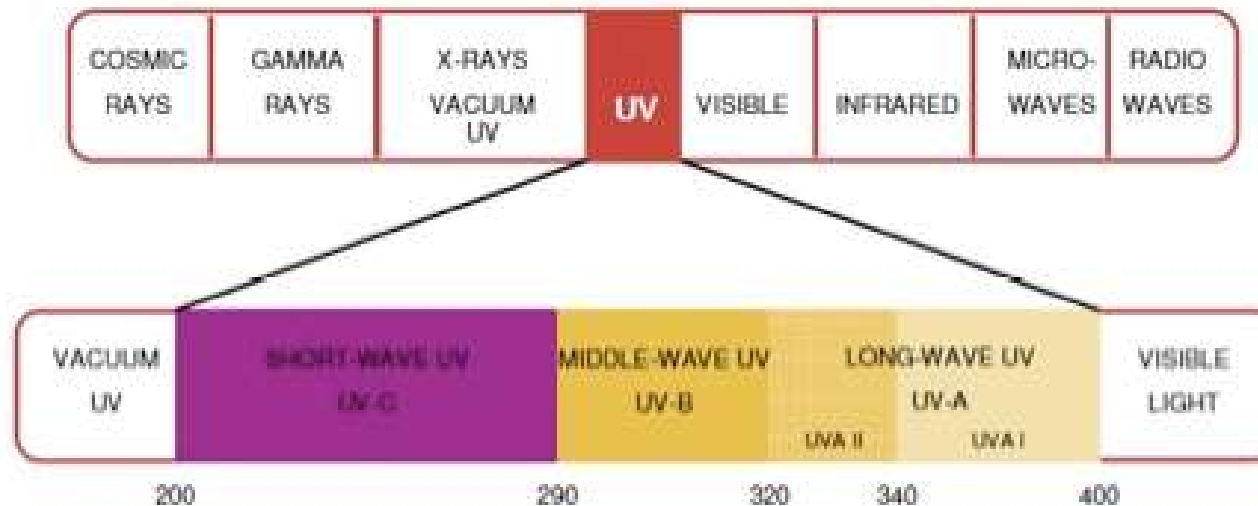 COSMIC RAYS
GAMMA RAYS
X-RAYS
VACUUM
UV
UV
VISIBLE
INFRARED
MICRO-
WAVES
RADIO
WAVES
VACUUM
UV
SHORT-WAVE UV
UV-C
MIDDLE-WAVE UV
UV-B
LONG-WAVE UV
UV-A
UVA II
UVA I
VISIBLE
LIGHT
200
290
320
340
400